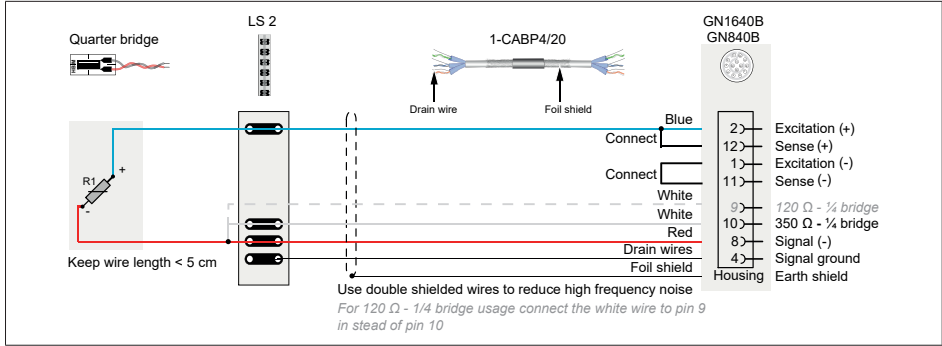 LS 2
GN1640B
GN840B
Quarter bridge
1-CABP4/20
Drain wire
Foil shield
Blue
2 Excitation (+)
Connect
12 Sense (+)
1 Excitation (-)
Connect
11 Sense (-)
R1
+
-
White
9 120 Ω - ¼ bridge
White
10 350 Ω - ¼ bridge
Red
8 Signal (-)
Drain wires
4 Signal ground
Keep wire length < 5 cm
Foil shield
Housing Earth shield
Use double shielded wires to reduce high frequency noise
For 120 Ω - 1/4 bridge usage connect the white wire to pin 9
in stead of pin 10